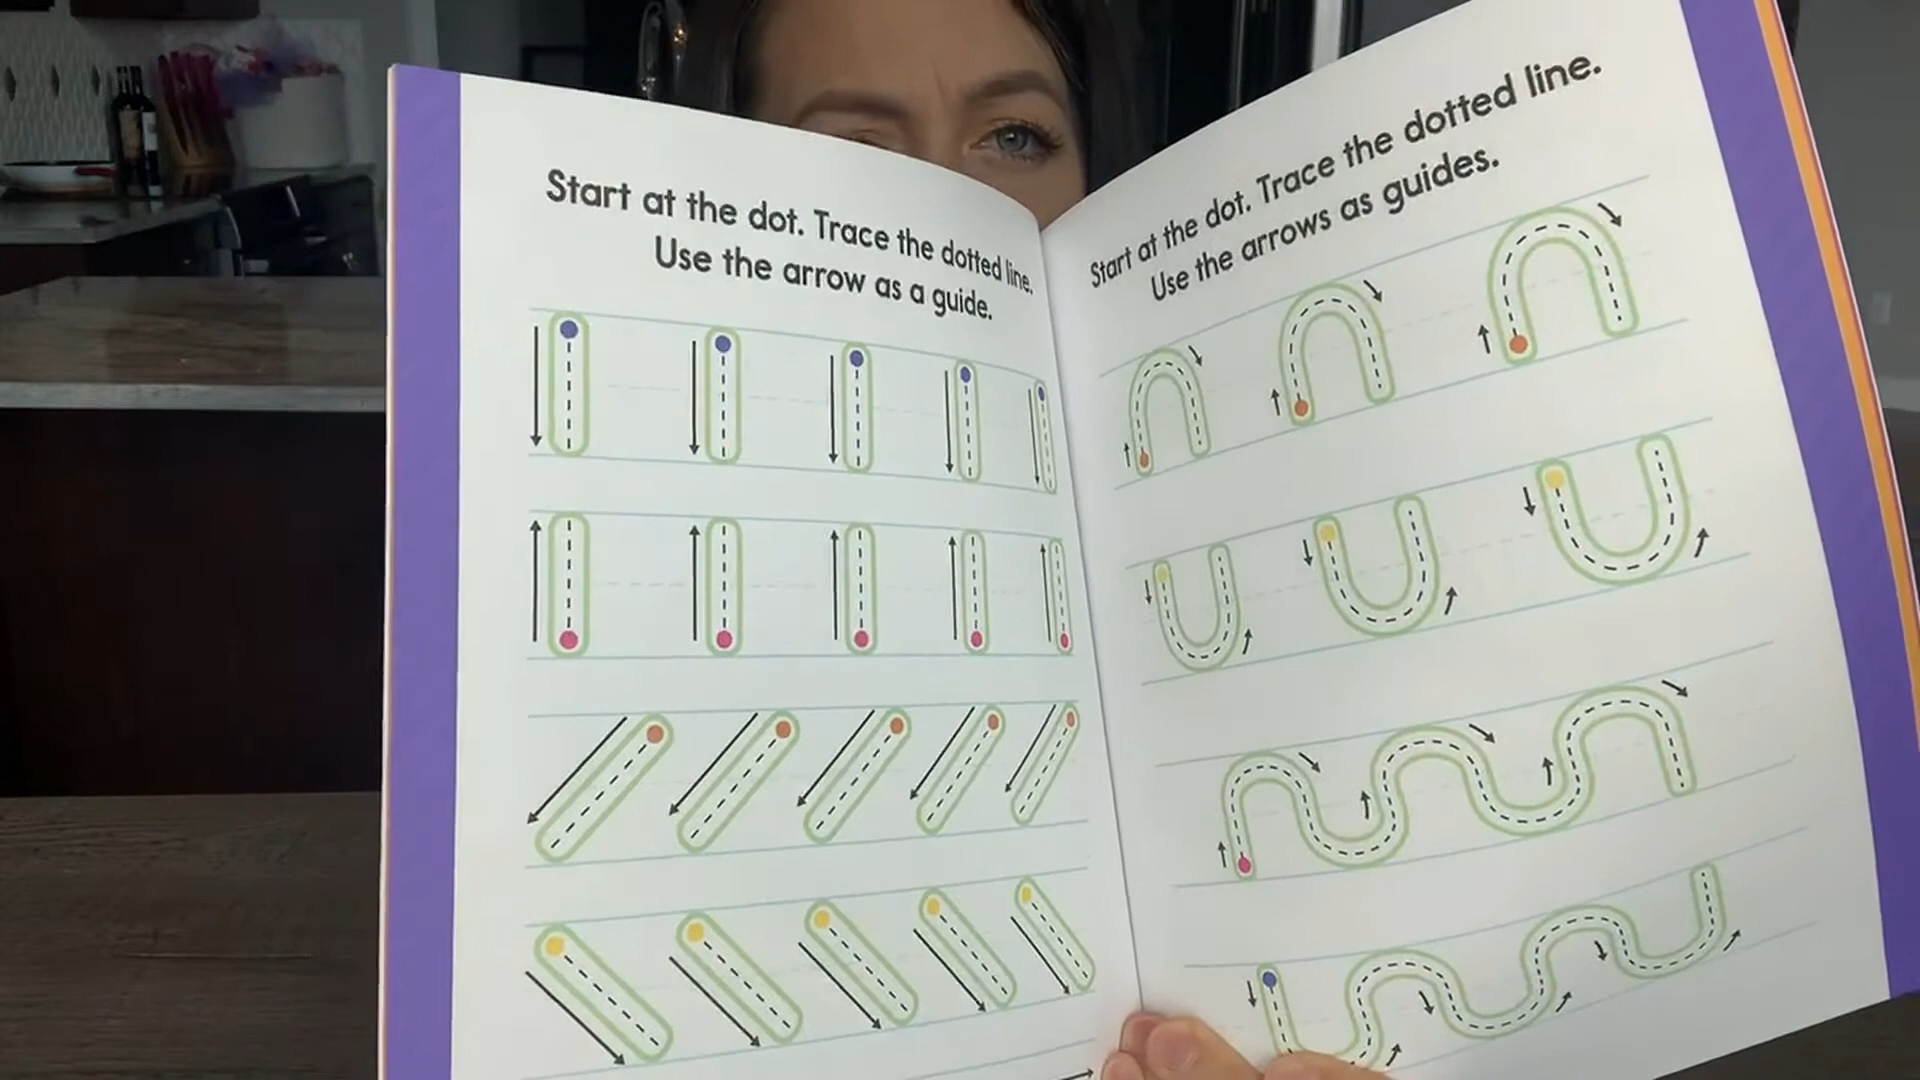 Start at the dot. Trace the dotted line.
Use the arrow as a guide.
Start at the dot. Trace the dotted line.
Use the arrows as guides.